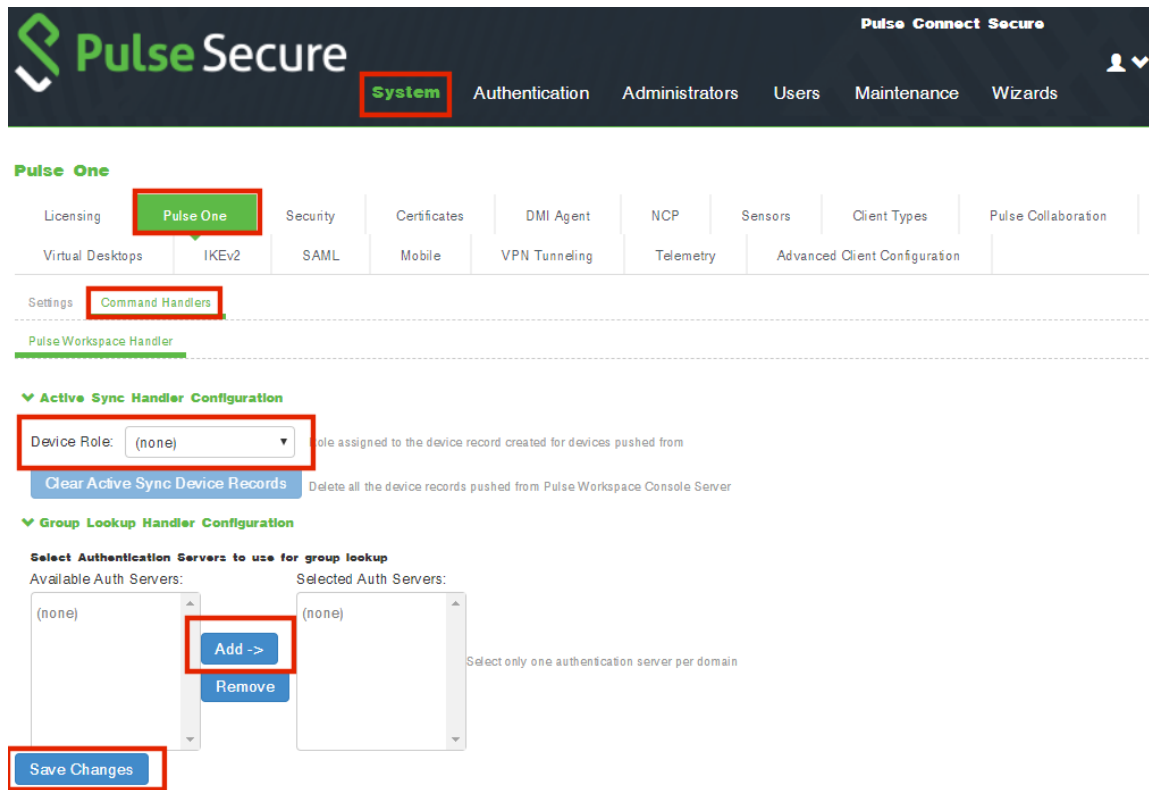 Pulse Connect Secure
Pulse Secure
System Authentication Administrators Users Maintenance Wizards
Pulse One
Licensing Pulse One Security Certificates DMI Agent NCP Sensors Client Types Pulse Collaboration
Virtual Desktops IKEv2 SAML Mobile VPN Tunneling Telemetry Advanced Client Configuration
Settings Command Handlers
Pulse Workspace Handler
Active Sync Handler Configuration
Device Role: (none) ole assigned to the device record created for devices pushed from
Clear Active Sync Device Records Delete all the device records pushed from Pulse Workspace Console Server
Group Lookup Handler Configuration
Select Authentication Servers to use for group lookup
Available Auth Servers: Selected Auth Servers:
(none) (none)
Add ->
Select only one authentication server per domain
Remove
Save Changes